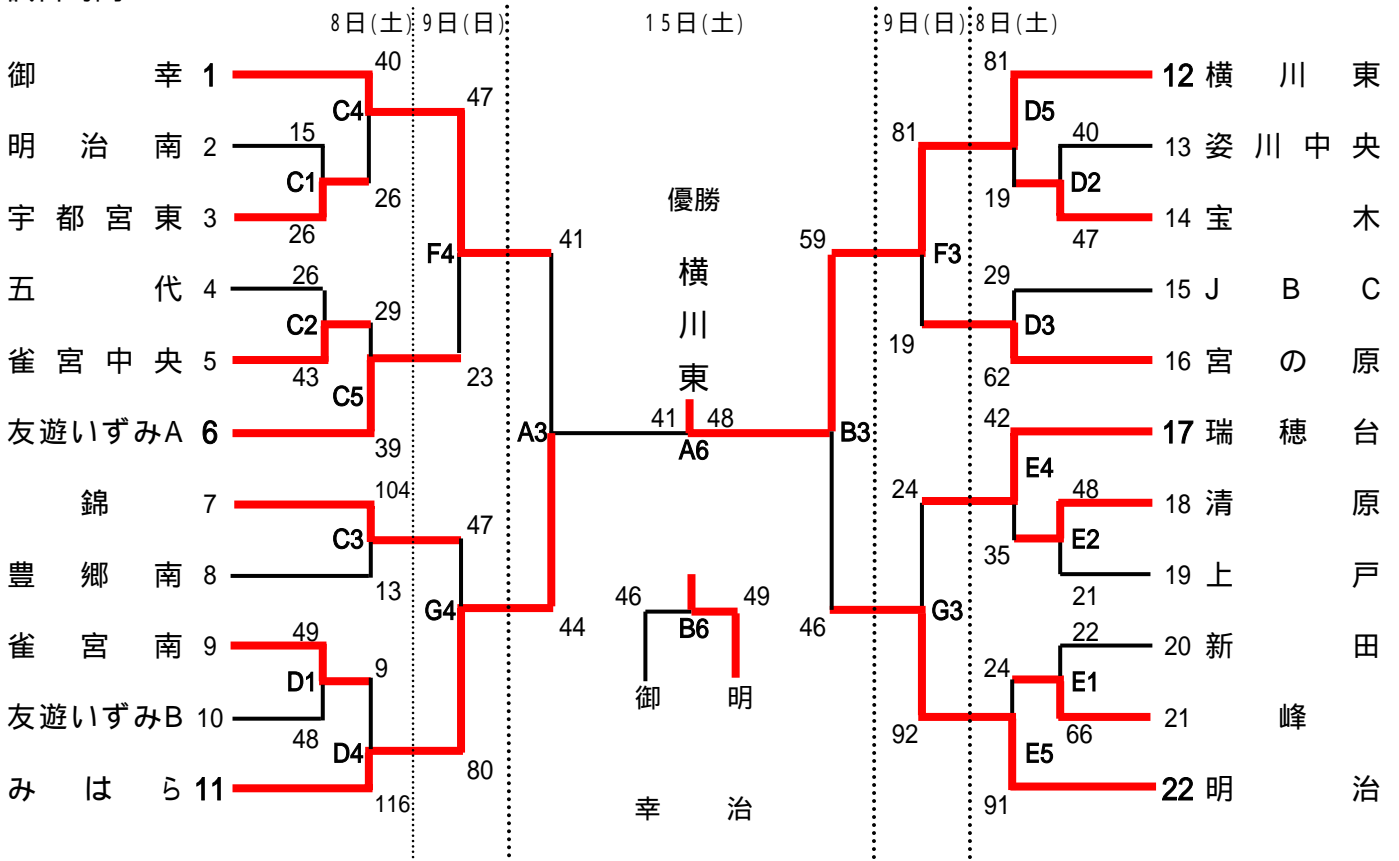 8日(土) 9日(日) 15日(土) 9日(日) 8日(土)
40 81
御幸 1 12 横川東
C4 47 D5
15 81 40
明治南 2 13 姿川中央
C1 D2
26 19
優勝
宇都宮東 3 14 宝木
26 47
41 59
F4 F3
横
26 29
五代 4 15 JBC
川
C2 29 D3
19
雀宮中央 5 16 宮の原
43 23 62
東
C5
42
41 48
友遊いずみA 6 A3 B3 17 瑞穂台
39 A6
E4
104 24 48
錦 7 18 清原
47
C3 E2
35
豊郷南 8 19 上戸
13 21
46 49
G4 G3
44 B6 46
49 22
雀宮南 9 20 新田
9 24
D1 E1
御 明
友遊いずみB 10 21 峰
48 92 66
D4 E5
80
みはら 11 22 明治
116 91
幸 治